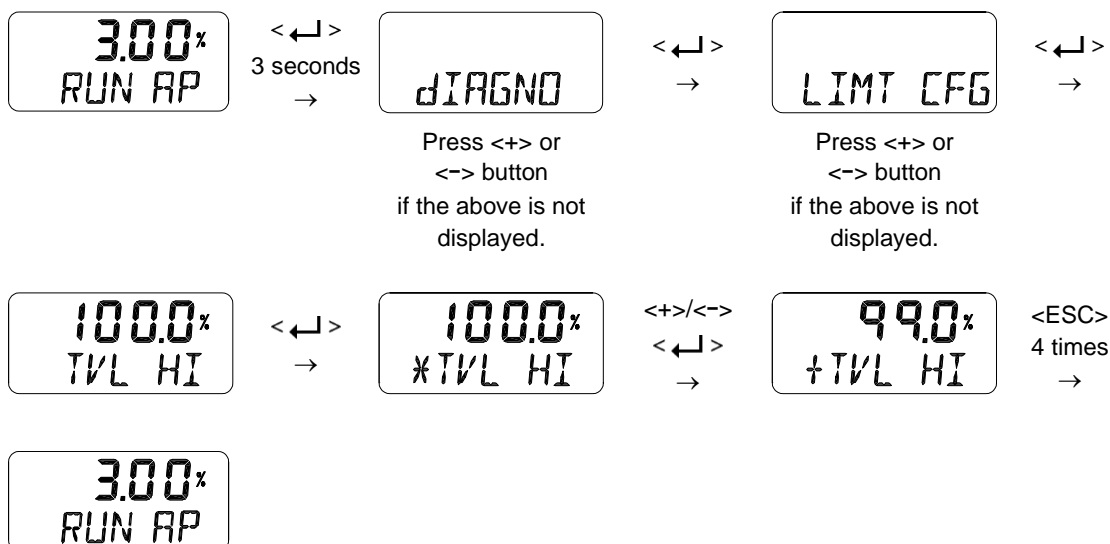 3.00%
RUN AP
<↵>
3 seconds
→
dIAGNO
Press <+> or
<-> button
if the above is not
displayed.
<↵>
→
LIMT CFG
Press <+> or
<-> button
if the above is not
displayed.
<↵>
→
100.0%
TVL HI
<↵>
→
100.0%
*TVL HI
<+>/<->
<↵>
→
99.0%
+TVL HI
<ESC>
4 times
→
3.00%
RUN AP